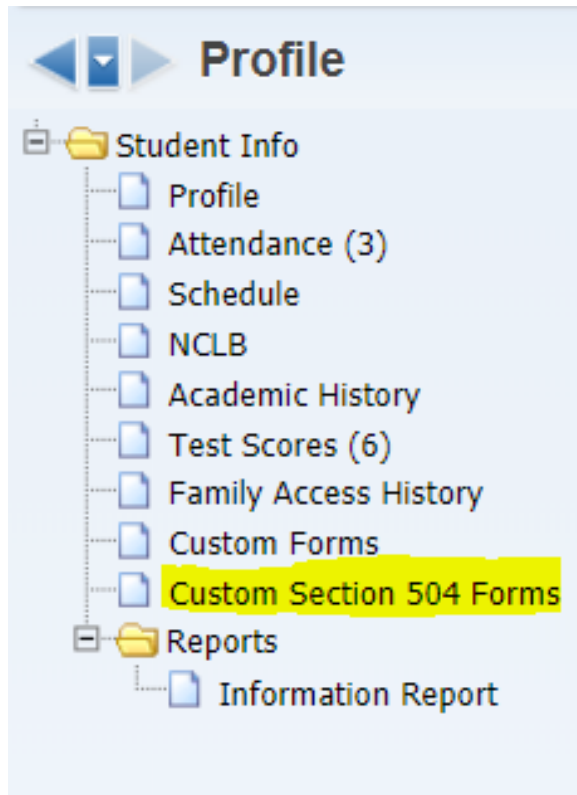 Profile
Student Info
Profile
Attendance (3)
Schedule
NCLB
Academic History
Test Scores (6)
Family Access History
Custom Forms
Custom Section 504 Forms
Reports
Information Report